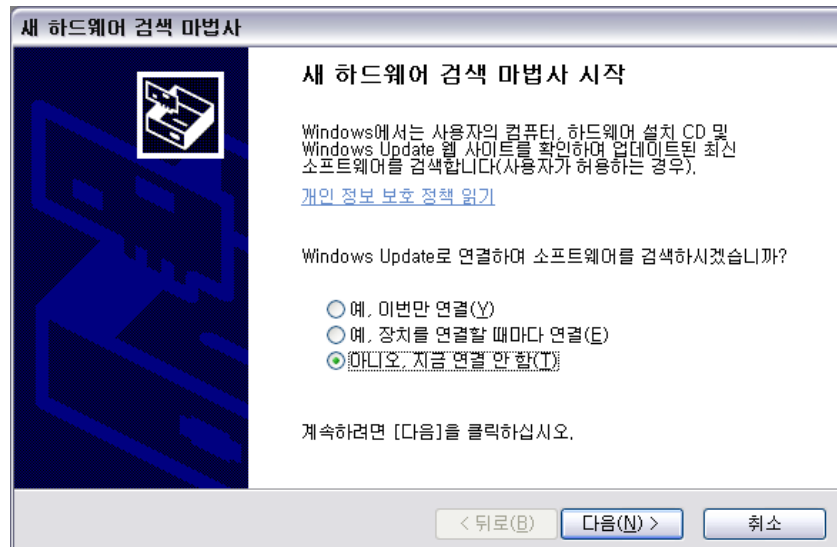 새 하드웨어 검색 마법사
새 하드웨어 검색 마법사 시작
Windows에서는 사용자의 컴퓨터, 하드웨어 설치 CD 및
Windows Update 웹 사이트를 확인하여 업데이트된 최신
소프트웨어를 검색합니다(사용자가 허용하는 경우).
개인 정보 보호 정책 읽기
Windows Update로 연결하여 소프트웨어를 검색하시겠습니까?
예, 이번만 연결(Y)
예, 장치를 연결할 때마다 연결(E)
아니오, 지금 연결 안 함(T)
계속하려면 [다음]을 클릭하십시오.
< 뒤로(B) 다음(N) > 취소